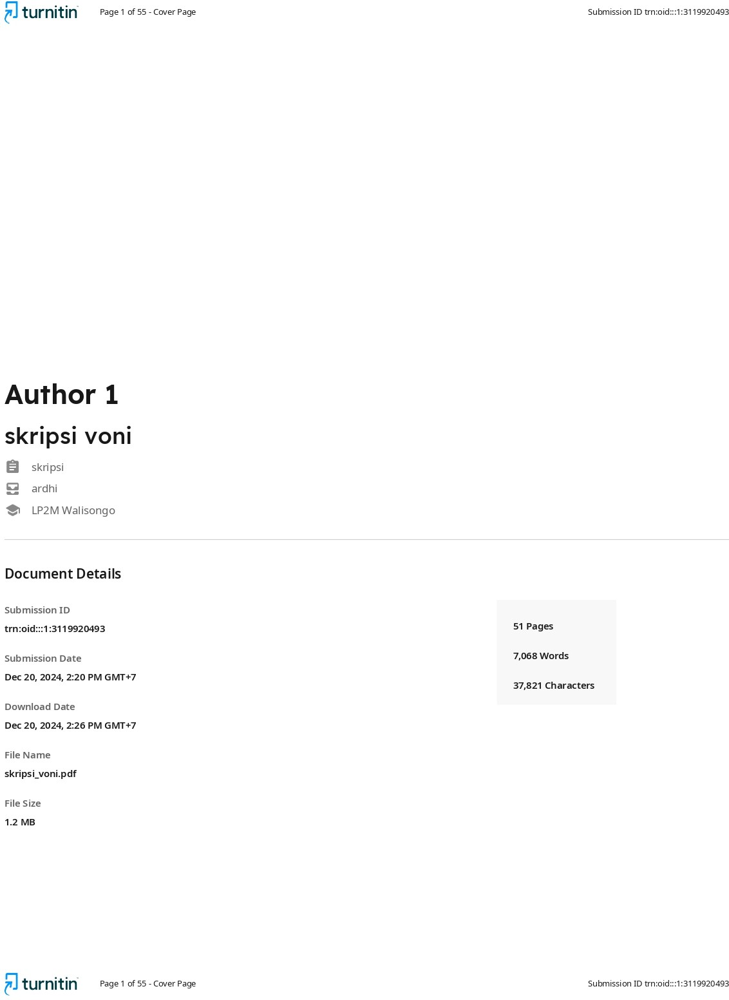 turnitin Page 1 of 55 - Cover Page Submission ID trn:oid:::1:3119920493
Author 1
skripsi voni
skripsi
ardhi
LP2M Walisongo
Document Details
Submission ID
trn:oid:::1:3119920493
Submission Date
Dec 20, 2024, 2:20 PM GMT+7
Download Date
Dec 20, 2024, 2:26 PM GMT+7
File Name
skripsi_voni.pdf
File Size
1.2 MB
51 Pages
7,068 Words
37,821 Characters
turnitin Page 1 of 55 - Cover Page Submission ID trn:oid:::1:3119920493